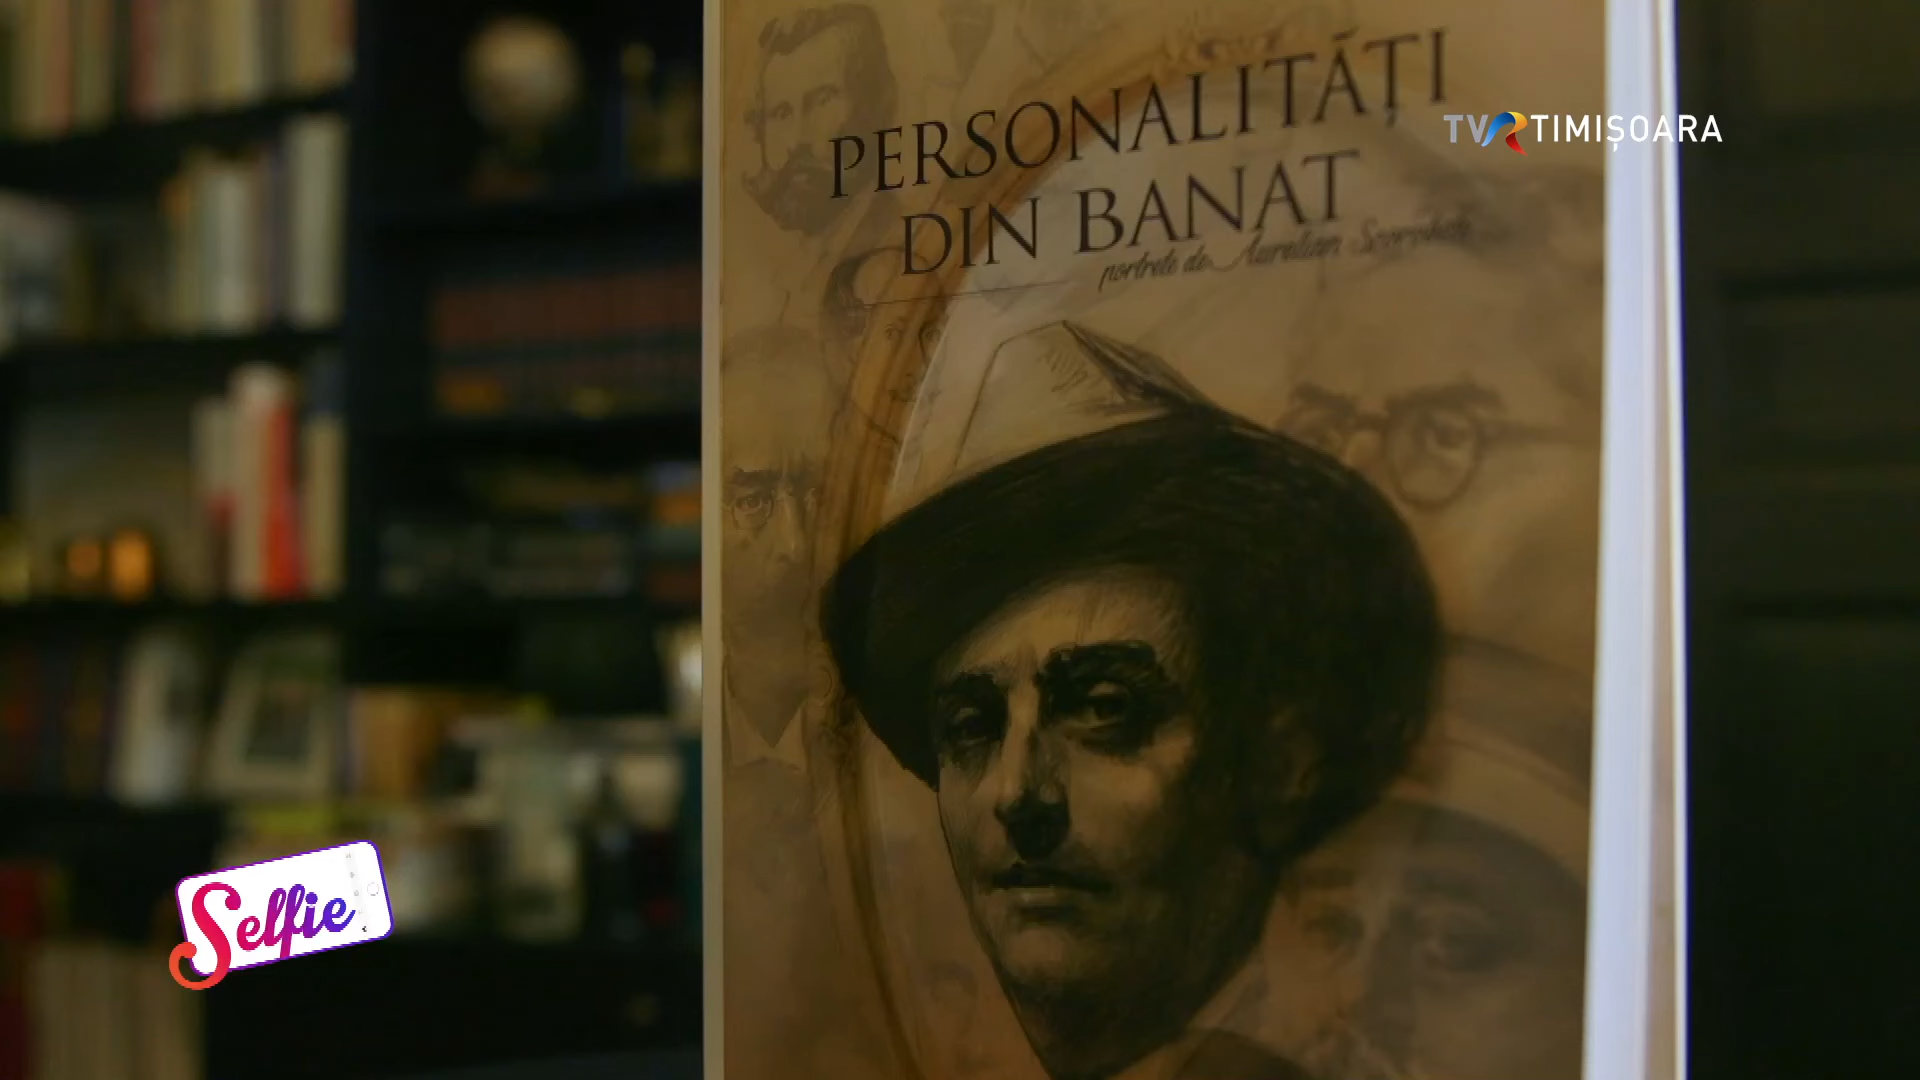 PERSONALITĂȚI
DIN BANAT
portrete de Aurelian
TVR TIMIȘOARA
Selfie